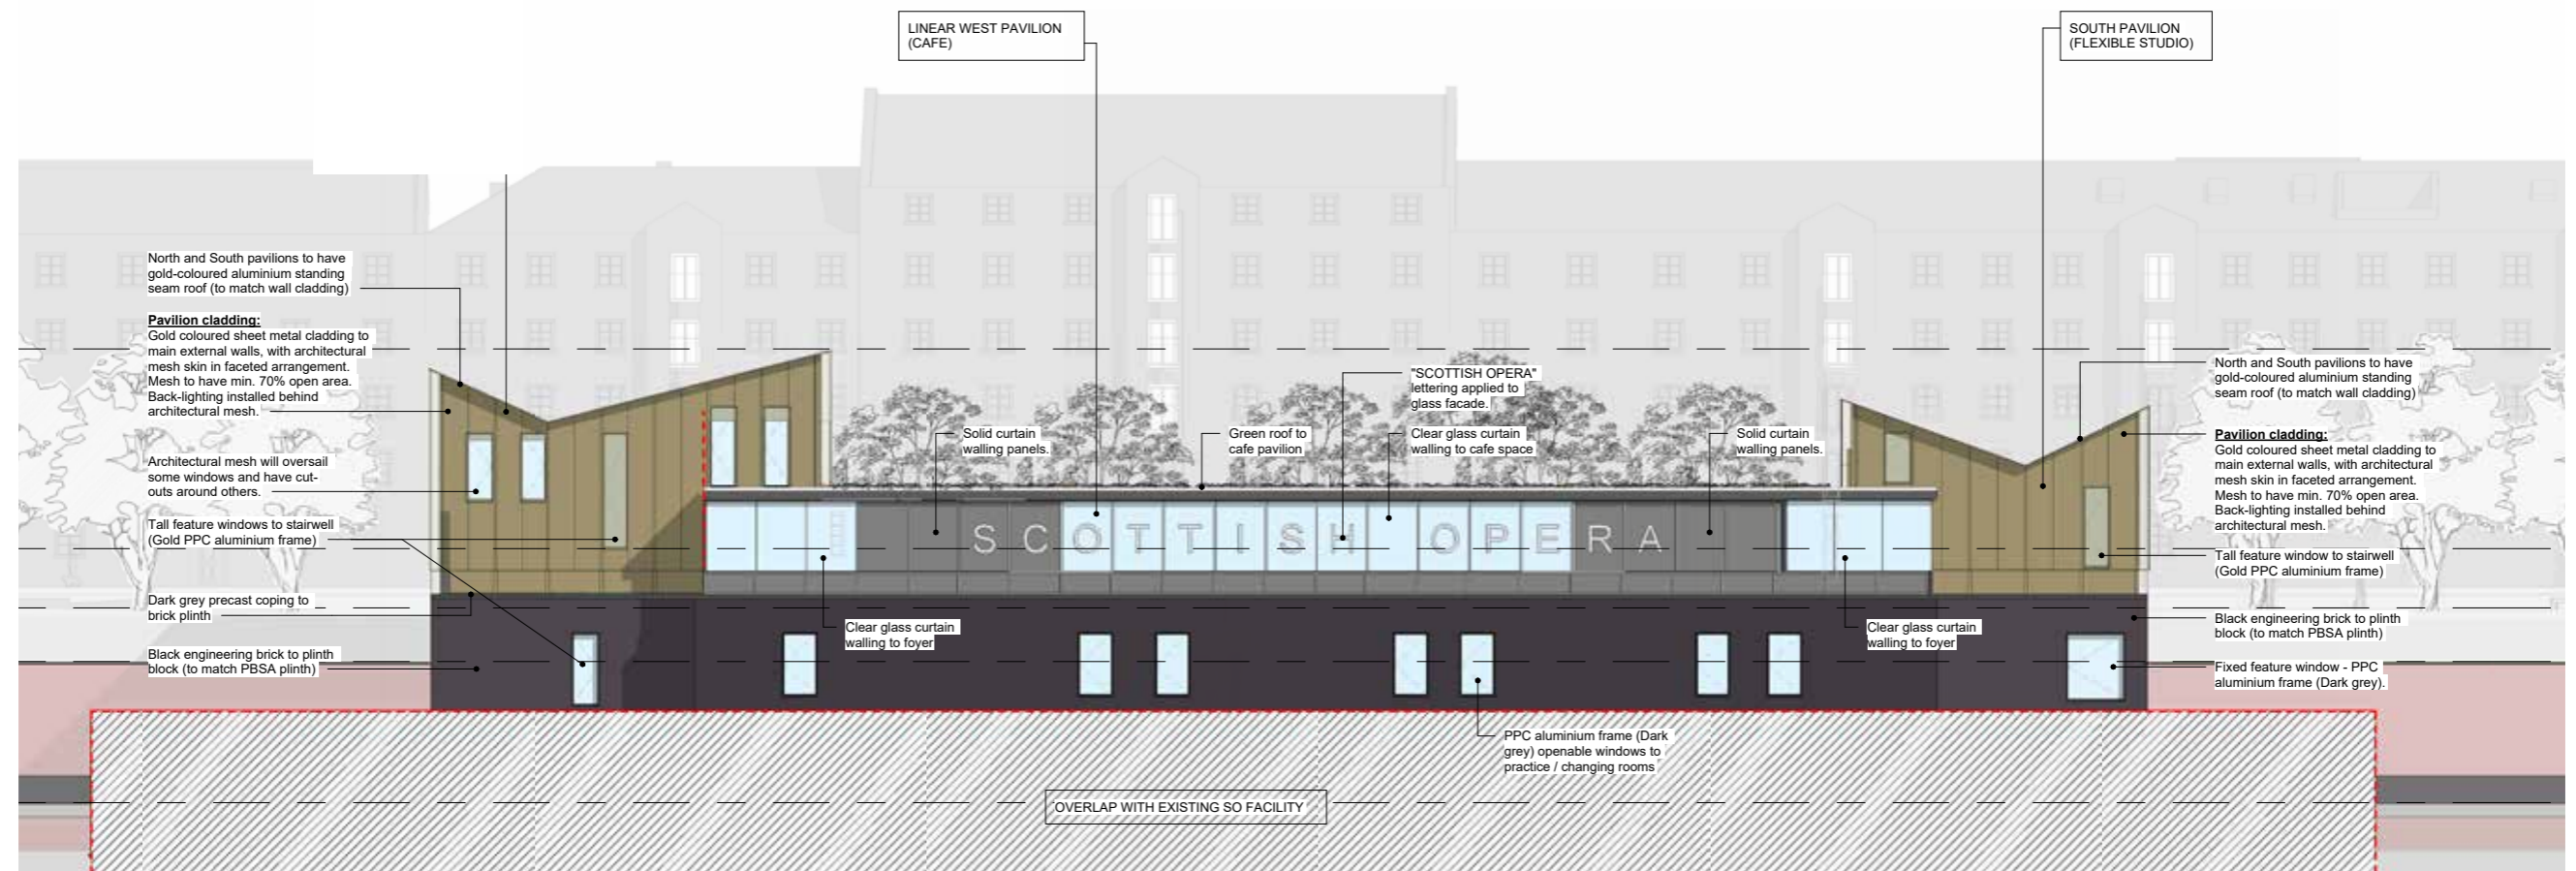 LINEAR WEST PAVILION
(CAFE)
SOUTH PAVILION
(FLEXIBLE STUDIO)
North and South pavilions to have
gold-coloured aluminium standing
seam roof (to match wall cladding)
Pavilion cladding:
Gold coloured sheet metal cladding to
main external walls, with architectural
mesh skin in faceted arrangement.
Mesh to have min. 70% open area.
Back-lighting installed behind
architectural mesh.
Architectural mesh will oversail
some windows and have cut-
outs around others.
Tall feature windows to stairwell
(Gold PPC aluminium frame)
Dark grey precast coping to
brick plinth
Black engineering brick to plinth
block (to match PBSA plinth)
Solid curtain
walling panels.
Green roof to
cafe pavilion
"SCOTTISH OPERA"
lettering applied to
glass facade.
Clear glass curtain
walling to cafe space
Solid curtain
walling panels.
SCOTTISH OPERA
Clear glass curtain
walling to foyer
Clear glass curtain
walling to foyer
PPC aluminium frame (Dark
grey) openable windows to
practice / changing rooms
North and South pavilions to have
gold-coloured aluminium standing
seam roof (to match wall cladding)
Pavilion cladding:
Gold coloured sheet metal cladding to
main external walls, with architectural
mesh skin in faceted arrangement.
Mesh to have min. 70% open area.
Back-lighting installed behind
architectural mesh.
Tall feature window to stairwell
(Gold PPC aluminium frame)
Black engineering brick to plinth
block (to match PBSA plinth)
Fixed feature window - PPC
aluminium frame (Dark grey).
OVERLAP WITH EXISTING SO FACILITY